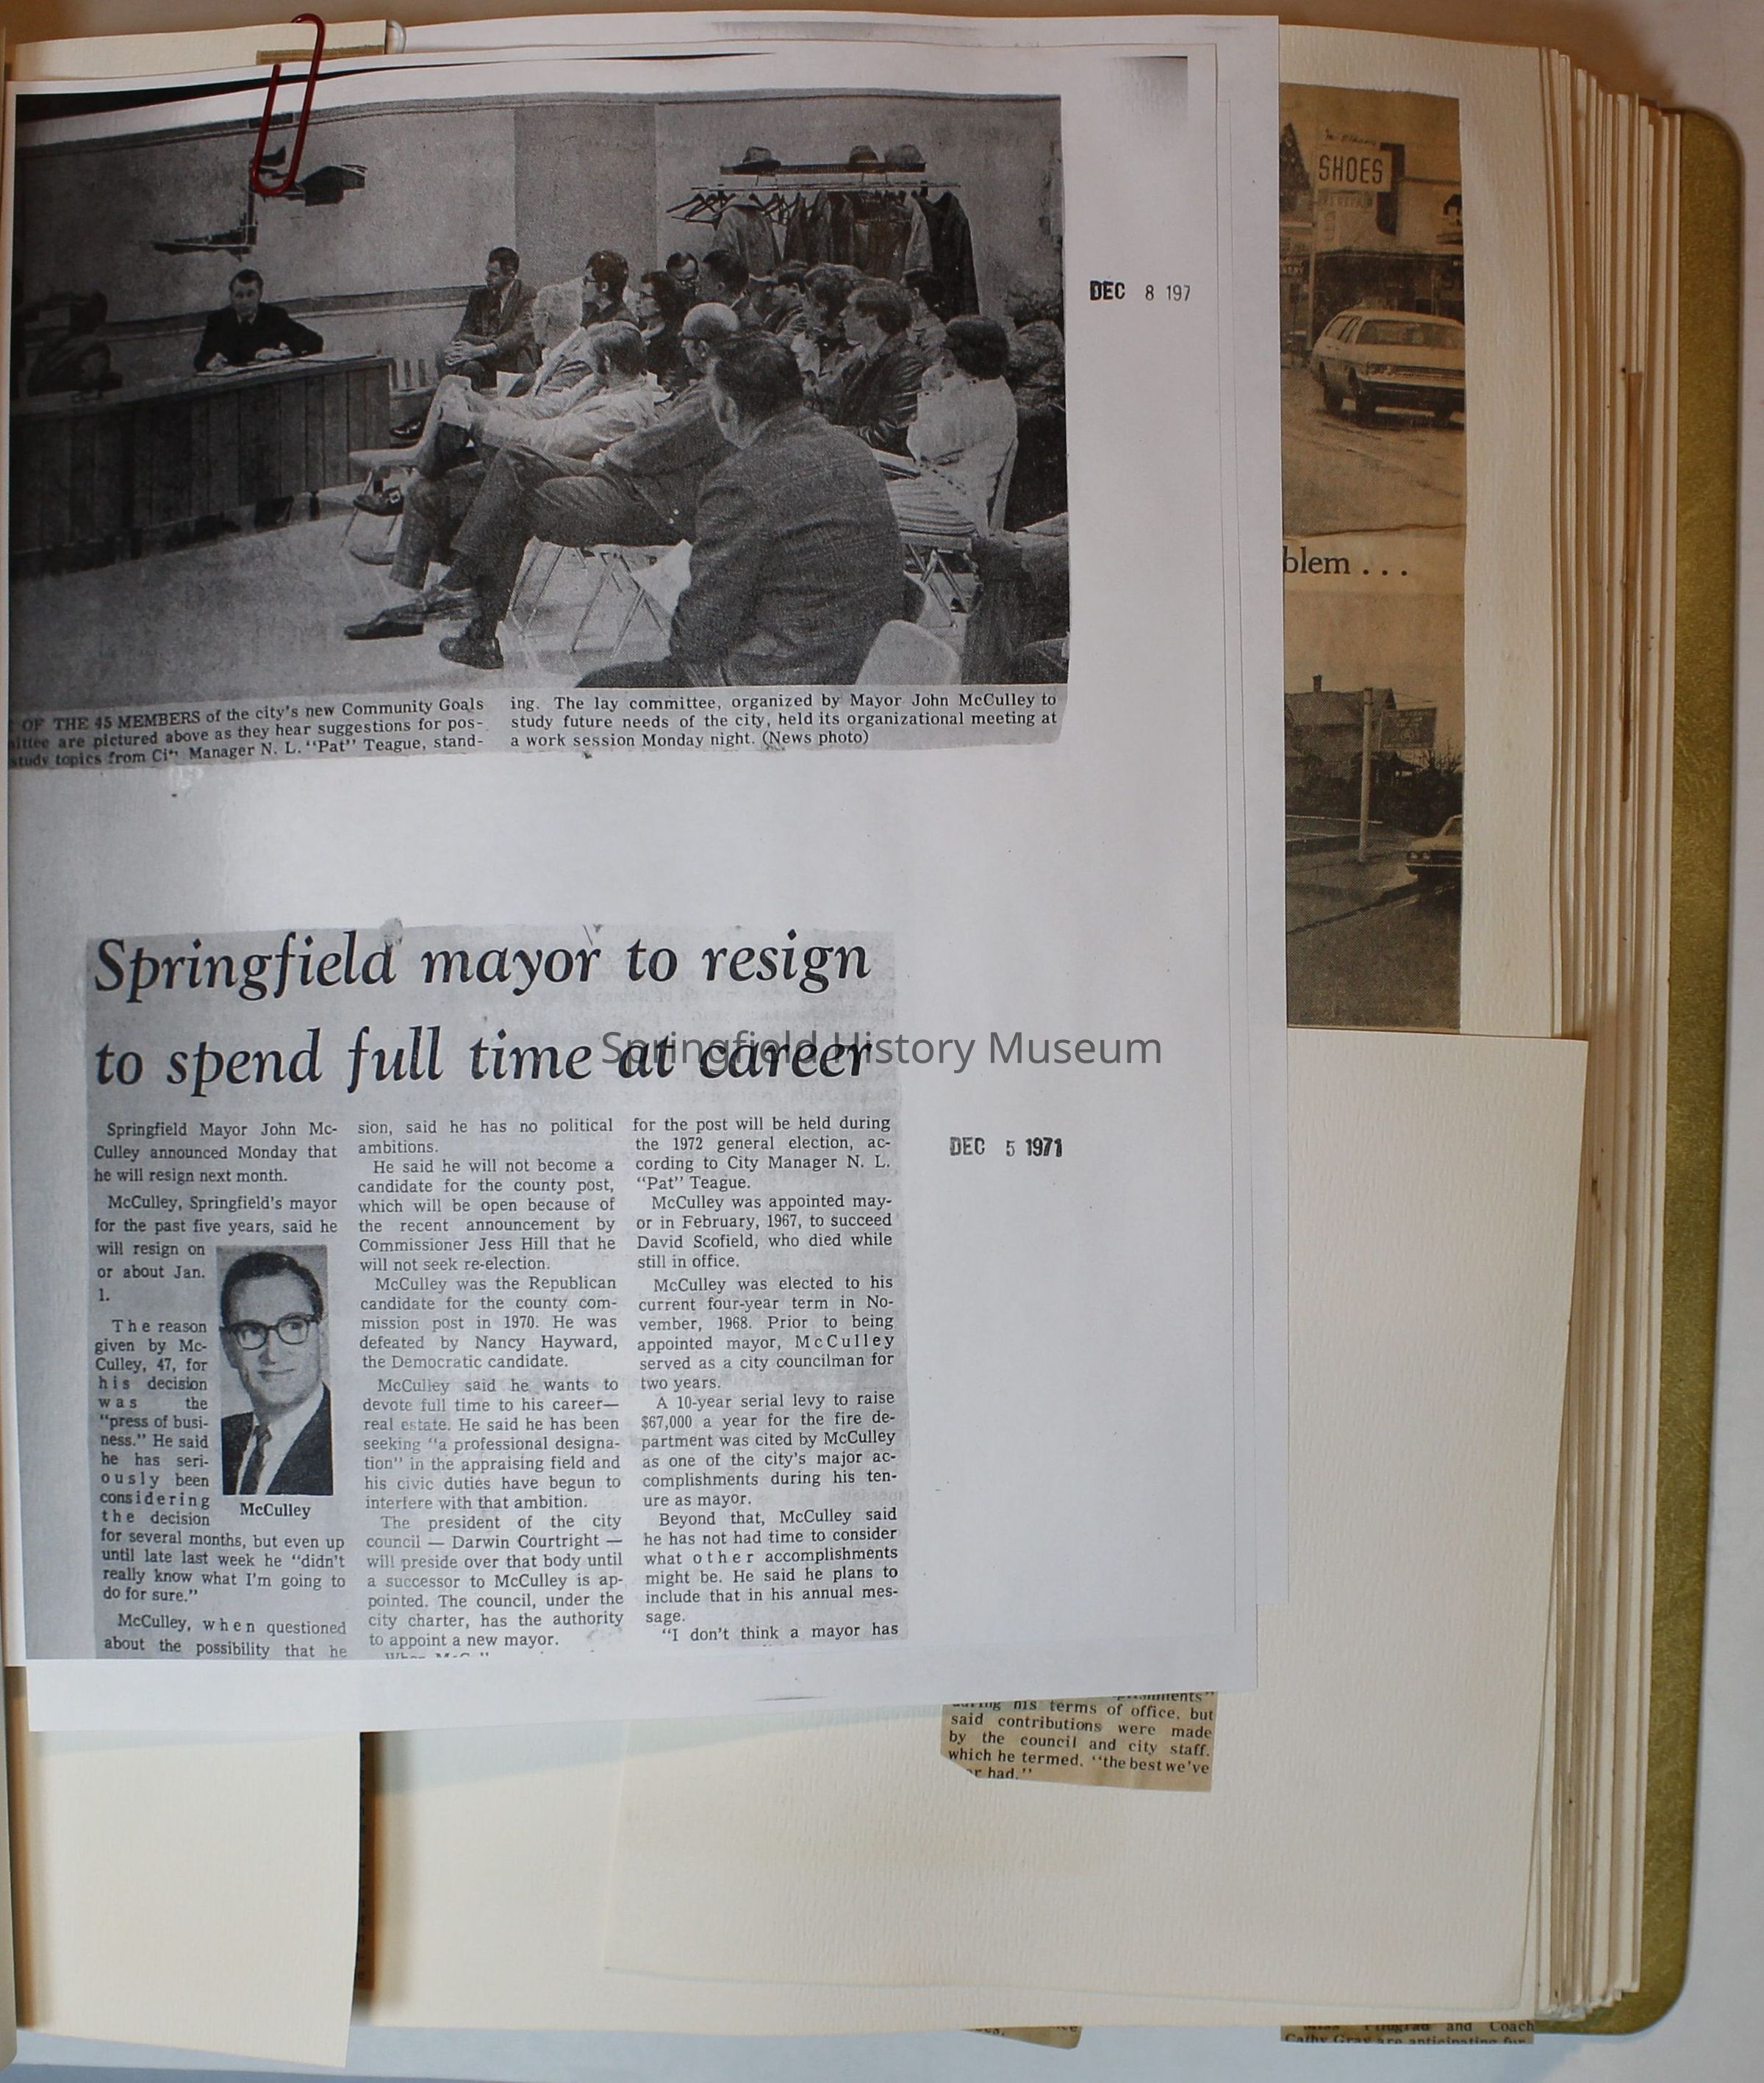 SHOES
DEC 8 197
blem . . .
OF THE 45 MEMBERS of the city's new Community Goals
ittee are pictured above as they hear suggestions for pos-
study topics from Manager N. L. "Pat" Teague, stand-
ing. The lay committee, organized by Mayor John McCulley to
study future needs of the city, held its organizational meeting at
a work session Monday night. (News photo)
Springfield mayor to resign
to spend full time at career
Springfield History Museum
DEC 5 1971
Springfield Mayor John Mc-
Culley announced Monday that
he will resign next month.
McCulley, Springfield's mayor
for the past five years, said he
will resign on
or about Jan.
1.
The reason
given by Mc-
Culley, 47, for
his decision
was the
"press of busi-
ness." He said
he has seri-
ously been
considering
the decision
McCulley
for several months, but even up
until late last week he "didn't
really know what I'm going to
do for sure."
McCulley, when questioned
about the possibility that he
sion, said he has no political
ambitions.
He said he will not become a
candidate for the county post,
which will be open because of
the recent announcement by
Commissioner Jess Hill that he
will not seek re-election.
McCulley was the Republican
candidate for the county com-
mission post in 1970. He was
defeated by Nancy Hayward,
the Democratic candidate.
McCulley said he wants to
devote full time to his career—
real estate. He said he has been
seeking "a professional designa-
tion" in the appraising field and
his civic duties have begun to
interfere with that ambition.
The president of the city
council — Darwin Courtright —
will preside over that body until
a successor to McCulley is ap-
pointed. The council, under the
city charter, has the authority
to appoint a new mayor.
for the post will be held during
the 1972 general election, ac-
cording to City Manager N. L.
"Pat" Teague.
McCulley was appointed may-
or in February, 1967, to succeed
David Scofield, who died while
still in office.
McCulley was elected to his
current four-year term in No-
vember, 1968. Prior to being
appointed mayor, McCulley
served as a city councilman for
two years.
A 10-year serial levy to raise
$67,000 a year for the fire de-
partment was cited by McCulley
as one of the city's major ac-
complishments during his ten-
ure as mayor.
Beyond that, McCulley said
he has not had time to consider
what other accomplishments
might be. He said he plans to
include that in his annual mes-
sage.
"I don't think a mayor has
his terms of office, but
said contributions were made
by the council and city staff.
which he termed, "the best we've
had."
and Coach
Cathy Gray are anticipating